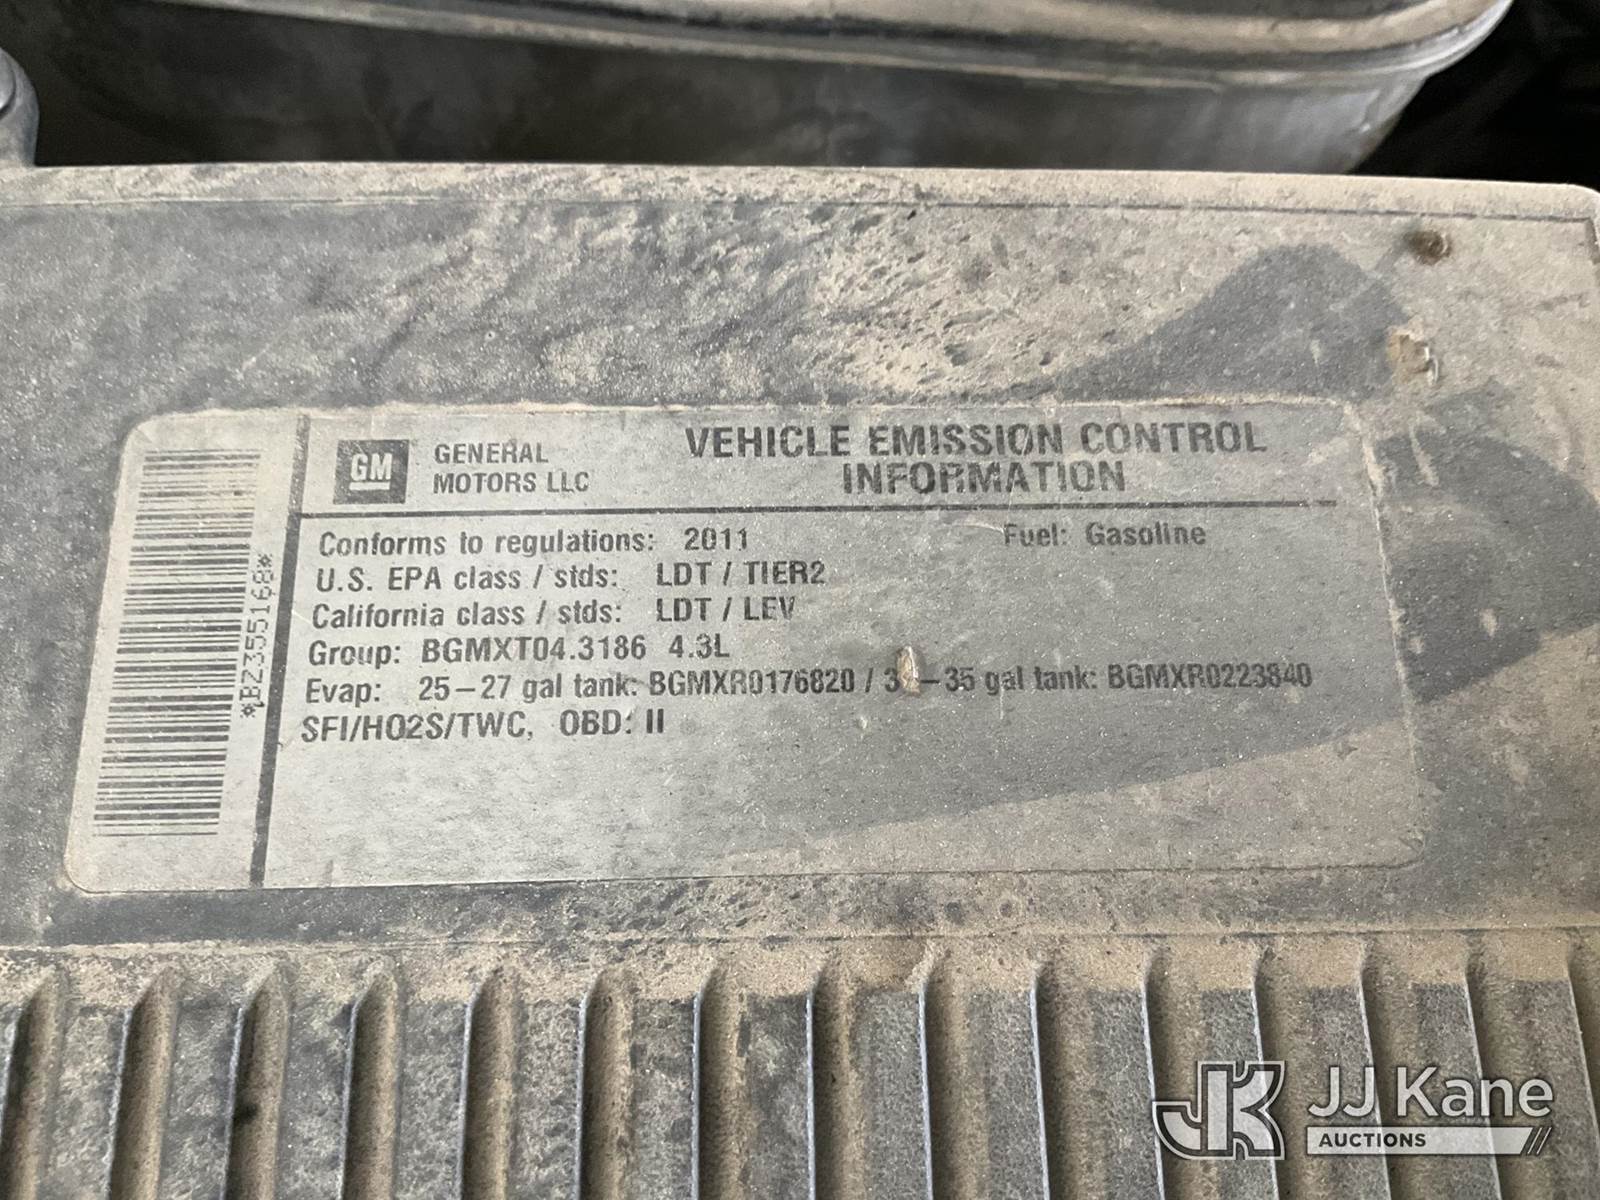 GM
GENERAL
MOTORS LLC
VEHICLE EMISSION CONTROL
INFORMATION
Conforms to regulations: 2011 Fuel: Gasoline
U.S. EPA class / stds: LDT / TIER2
California class / stds: LDT / LEV
Group: BGMXT04.3186 4.3L
Evap: 25-27 gal tank: BGMXR0176820 / -35 gal tank: BGMXR0223840
SFI/HO2S/TWC, OBD: II
*BZ355168*
JK
JJ Kane
AUCTIONS